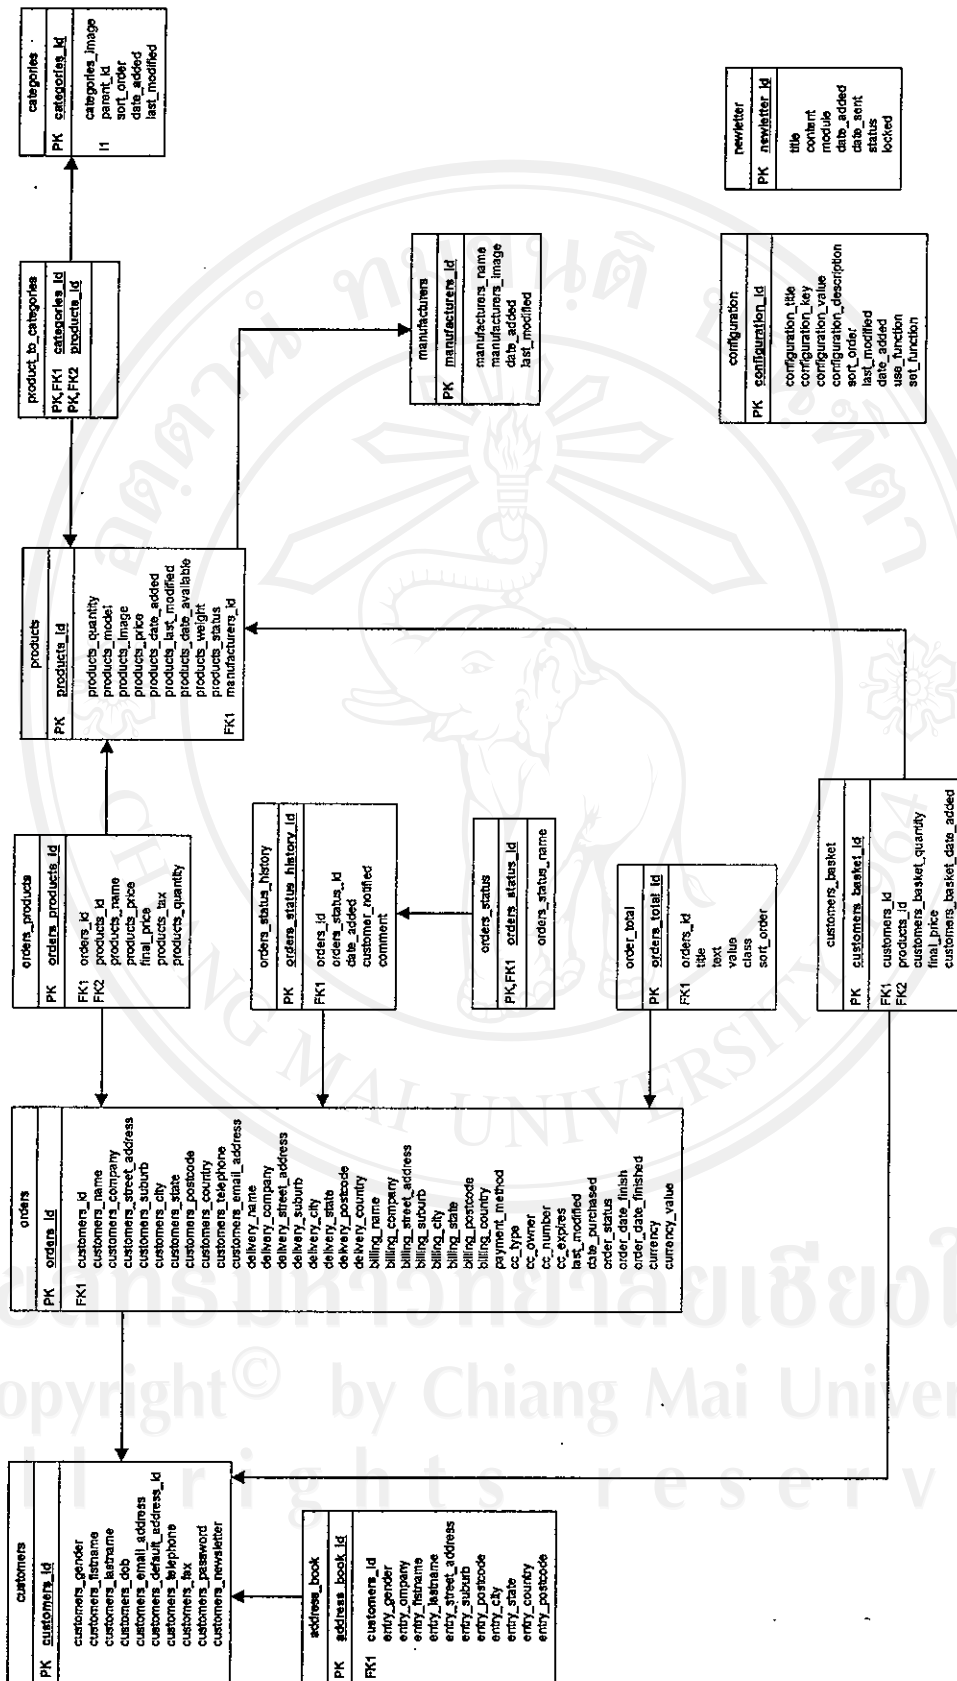 customers
PK customers_id
customers_gender
customers_fistname
customers_lastname
customers_dob
customers_email_address
customers_default_address_id
customers_telephone
customers_fax
customers_password
customers_newsletter
address_book
PK address_book_id
FK1 customers_id
entry_gender
entry_ompany
entry_fistname
entry_lastname
entry_street_address
entry_suburb
entry_postcode
entry_city
entry_state
entry_country
entry_postcode
orders
PK orders_id
FK1 customers_id
customers_name
customers_company
customers_street_address
customers_suburb
customers_city
customers_state
customers_postcode
customers_country
customers_telephone
customers_email_address
delivery_name
delivery_company
delivery_street_address
delivery_suburb
delivery_city
delivery_state
delivery_postcode
delivery_country
billing_name
billing_company
billing_street_address
billing_suburb
billing_city
billing_state
billing_postcode
billing_country
payment_method
cc_type
cc_owner
cc_number
cc_expires
last_modified
date_purchased
order_status
order_date_finish
order_date_finished
currency
currency_value
orders_products
PK orders_products_id
FK1 orders_id
FK2 products_id
products_name
products_price
final_price
products_tax
products_quantity
orders_status_history
PK orders_status_history_id
FK1 orders_id
orders_status_id
date_added
customer_notified
comment
orders_status
PK,FK1 orders_status_id
orders_status_name
order_total
PK orders_total_id
FK1 orders_id
title
text
value
class
sort_order
customers_basket
PK customers_basket_id
FK1 customers_id
FK2 products_id
customers_basket_quantity
final_price
customers_basket_date_added
products
PK products_id
products_quantity
products_model
products_image
products_price
products_date_added
products_last_modified
products_date_available
products_weight
products_status
FK1 manufacturers_id
product_to_categories
PK,FK1 categories_id
PK,FK2 products_id
categories
PK categories_id
categories_image
I1 parent_id
sort_order
date_added
last_modified
manufacturers
PK manufacturers_id
manufacturers_name
manufacturers_image
date_added
last_modified
configuration
PK configuration_id
configuration_title
configuration_key
configuration_value
configuration_description
sort_order
last_modified
date_added
use_function
set_function
newletter
PK newletter_id
title
content
module
date_added
date_sent
status
locked
MAI UNIVERSITY 1964
opyright © by Chiang Mai Univer
ll rights reserv